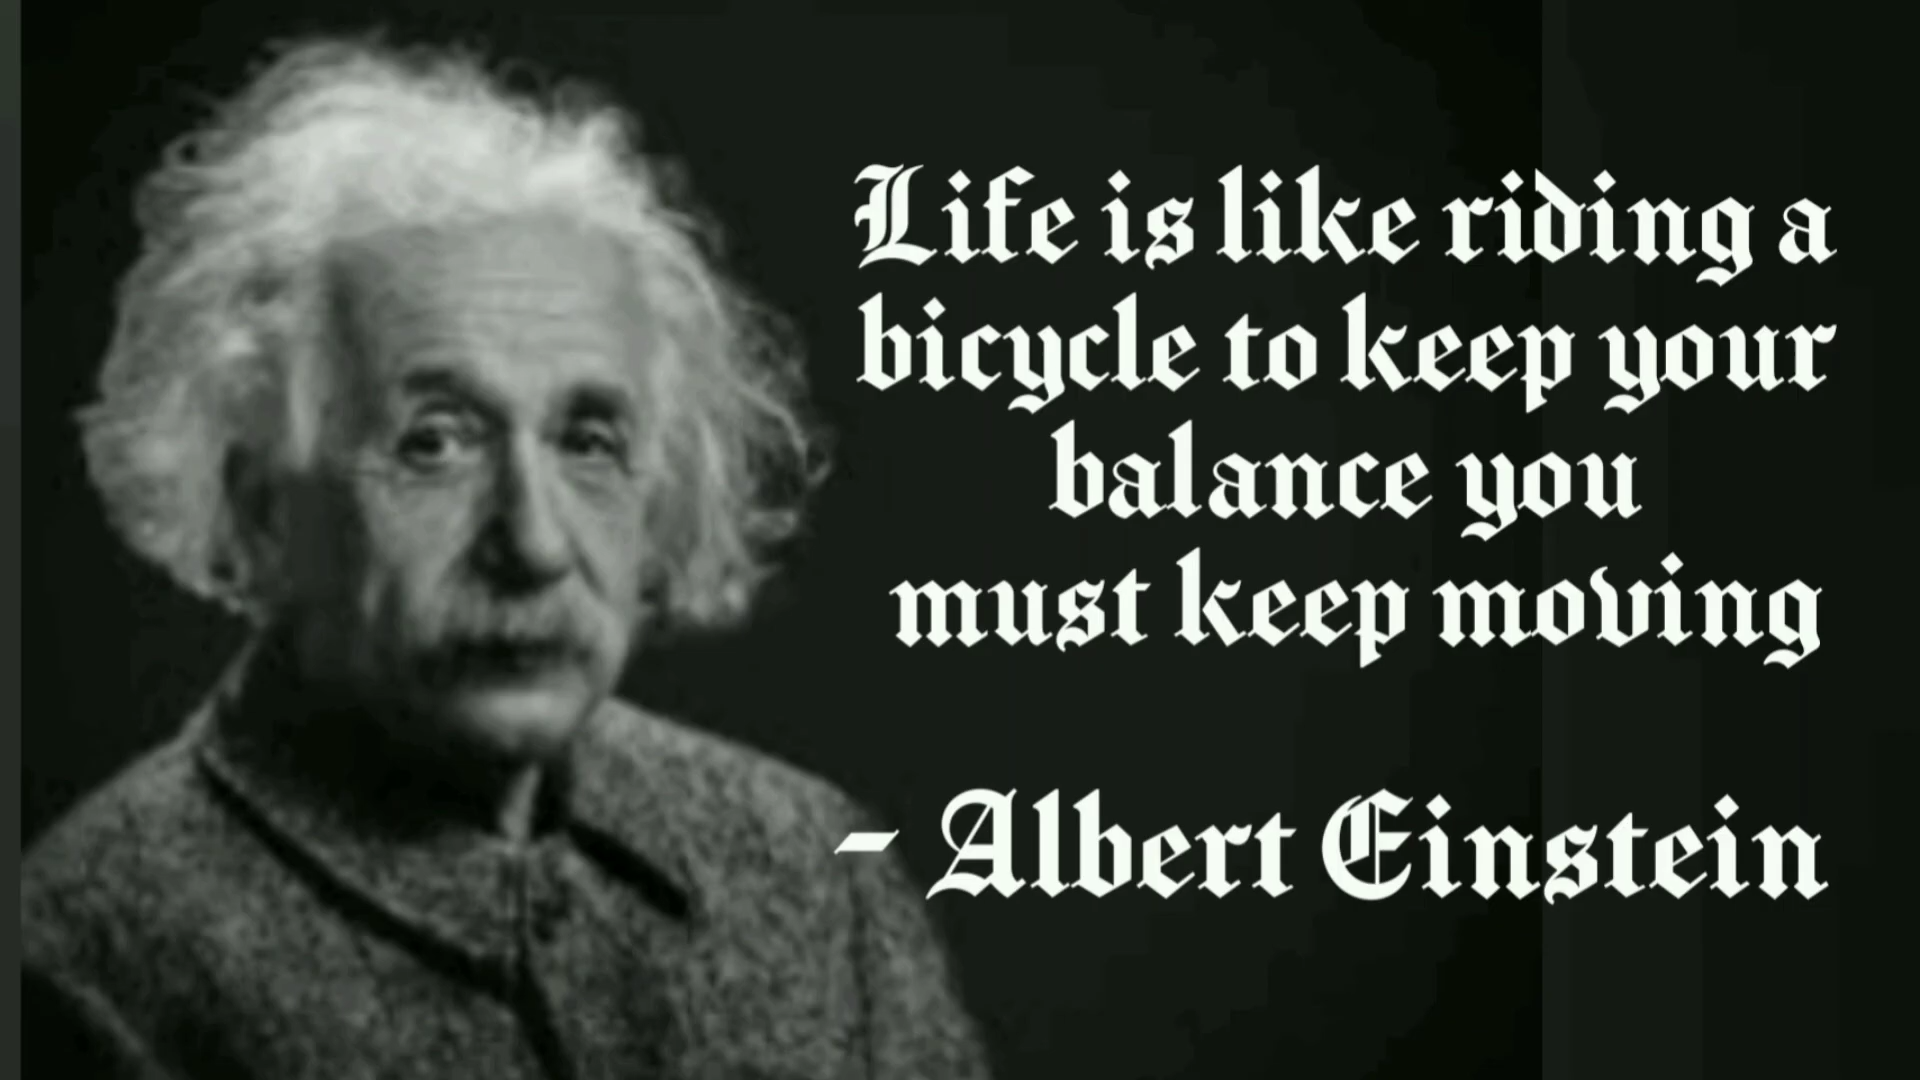 Life is like riding a
bicycle to keep your
balance you
must keep moving
- Albert Einstein